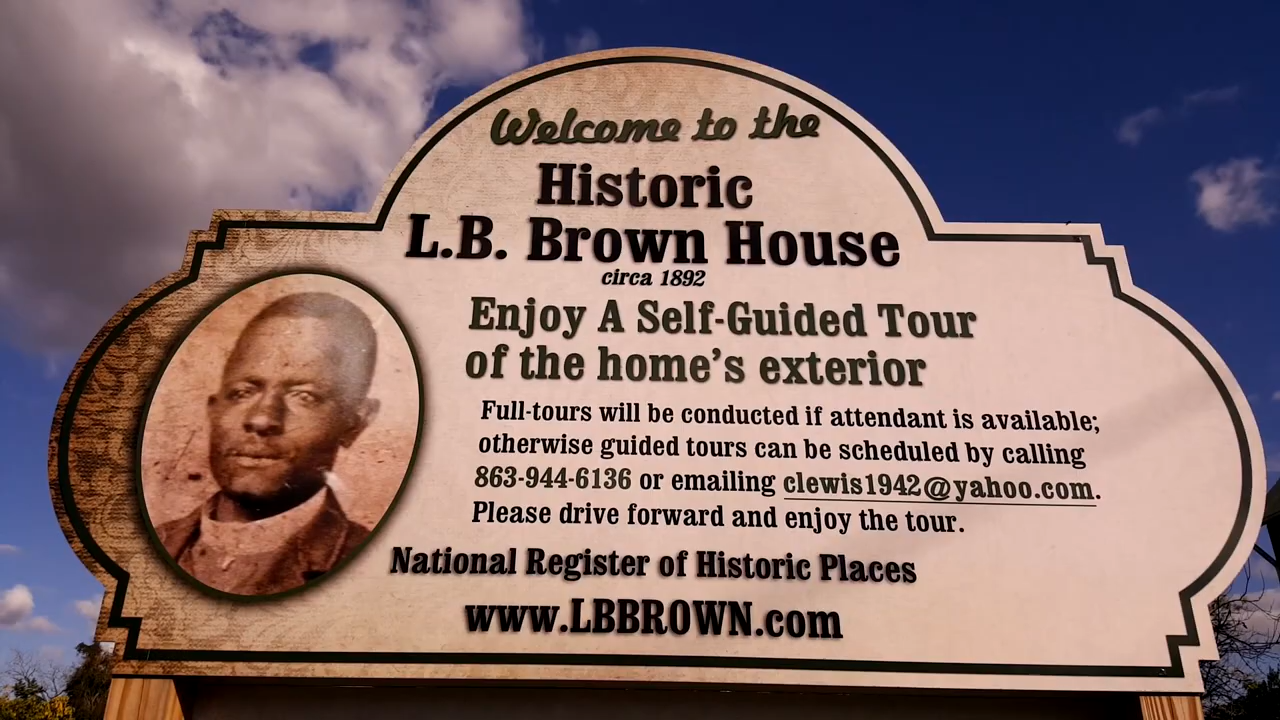 Welcome to the
Historic
L.B. Brown House
circa 1892
Enjoy A Self-Guided Tour
of the home's exterior
Full-tours will be conducted if attendant is available;
otherwise guided tours can be scheduled by calling
863-944-6136 or emailing clewis1942@yahoo.com.
Please drive forward and enjoy the tour.
National Register of Historic Places
www.LBBROWN.com